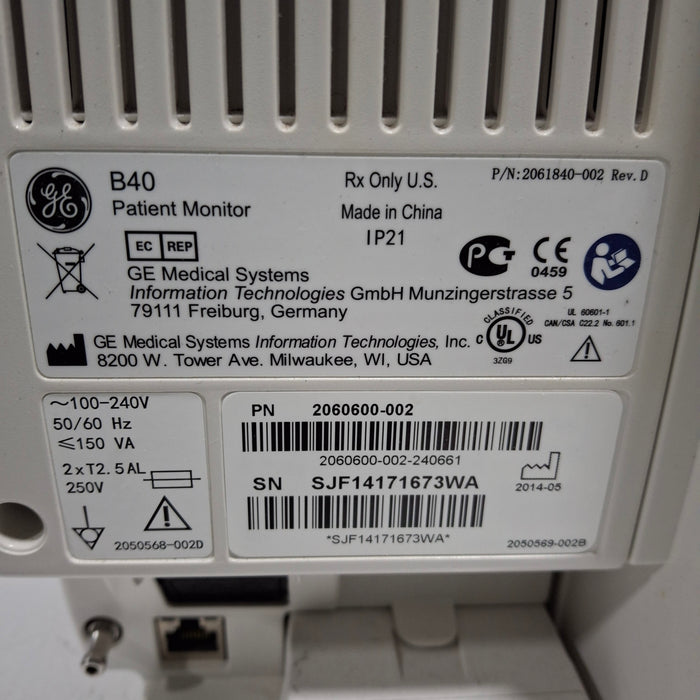 GE
B40
Patient Monitor
Rx Only U.S.
Made in China
IP21
P/N:2061840-002 Rev. D
EC REP
GE Medical Systems
Information Technologies GmbH Munzingerstrasse 5
79111 Freiburg, Germany
PG
CE
0459
GE Medical Systems Information Technologies, Inc.
8200 W. Tower Ave. Milwaukee, WI, USA
CLASSIFIED
C UL US
3ZG9
UL 60601-1
CAN/CSA C22.2 No. 601.1
~100-240V
50/60 Hz
≤150 VA
2xT2.5AL
250V
2050568-002D
PN 2060600-002
2060600-002-240661
SN SJF14171673WA
*SJF14171673WA*
2014-05
2050569-002B